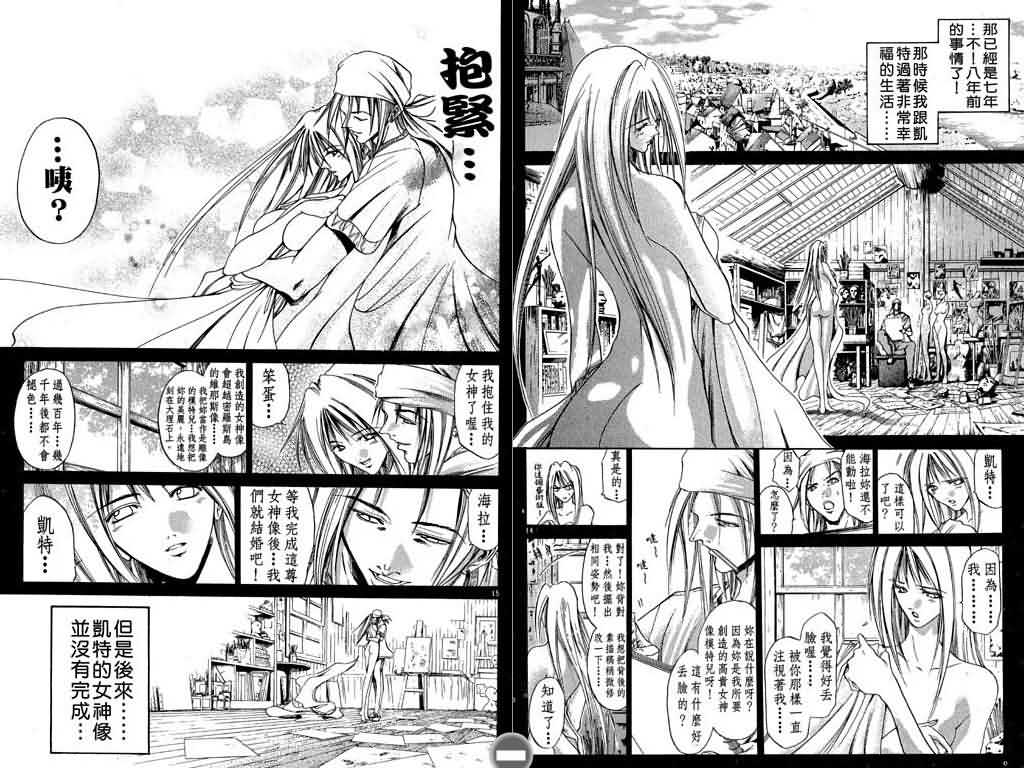 那已經是七年
…不！八年前
的事情了！
那時候我跟凱
特過著非常幸
福的生活……
凱特…
這樣可以
了吧？
海拉妳還不
能動啦！
因為…
怎麼了？
真是的…
因為
我…
我覺得好丟
臉喔……
被你那樣一直
注視著我…
妳在說什麼呀？
因為妳是我所要
創造的高貴女神
像模特兒呀！
這有什麼好
丟臉的？
嘻～
嘻～
對了！妳背對
我…然後擺出
相同姿勢吧！
我想把背後的
素描稍微修
改一下…
知道了…
抱緊…
…咦？
我抱住我的
女神了喔…
笨蛋…
我創造的女神像
會超越密羅斯島
的維那斯像…
我把妳當作是雕像
的模特兒…我想把
妳的美麗，永遠地
刻在大理石上。
過幾百年…幾
千年後都不會
褪色…
海拉…
等我完成這尊
女神像後…我
們就結婚吧！
凱特…
15
但是後來……
凱特的女神像
並沒有完成…